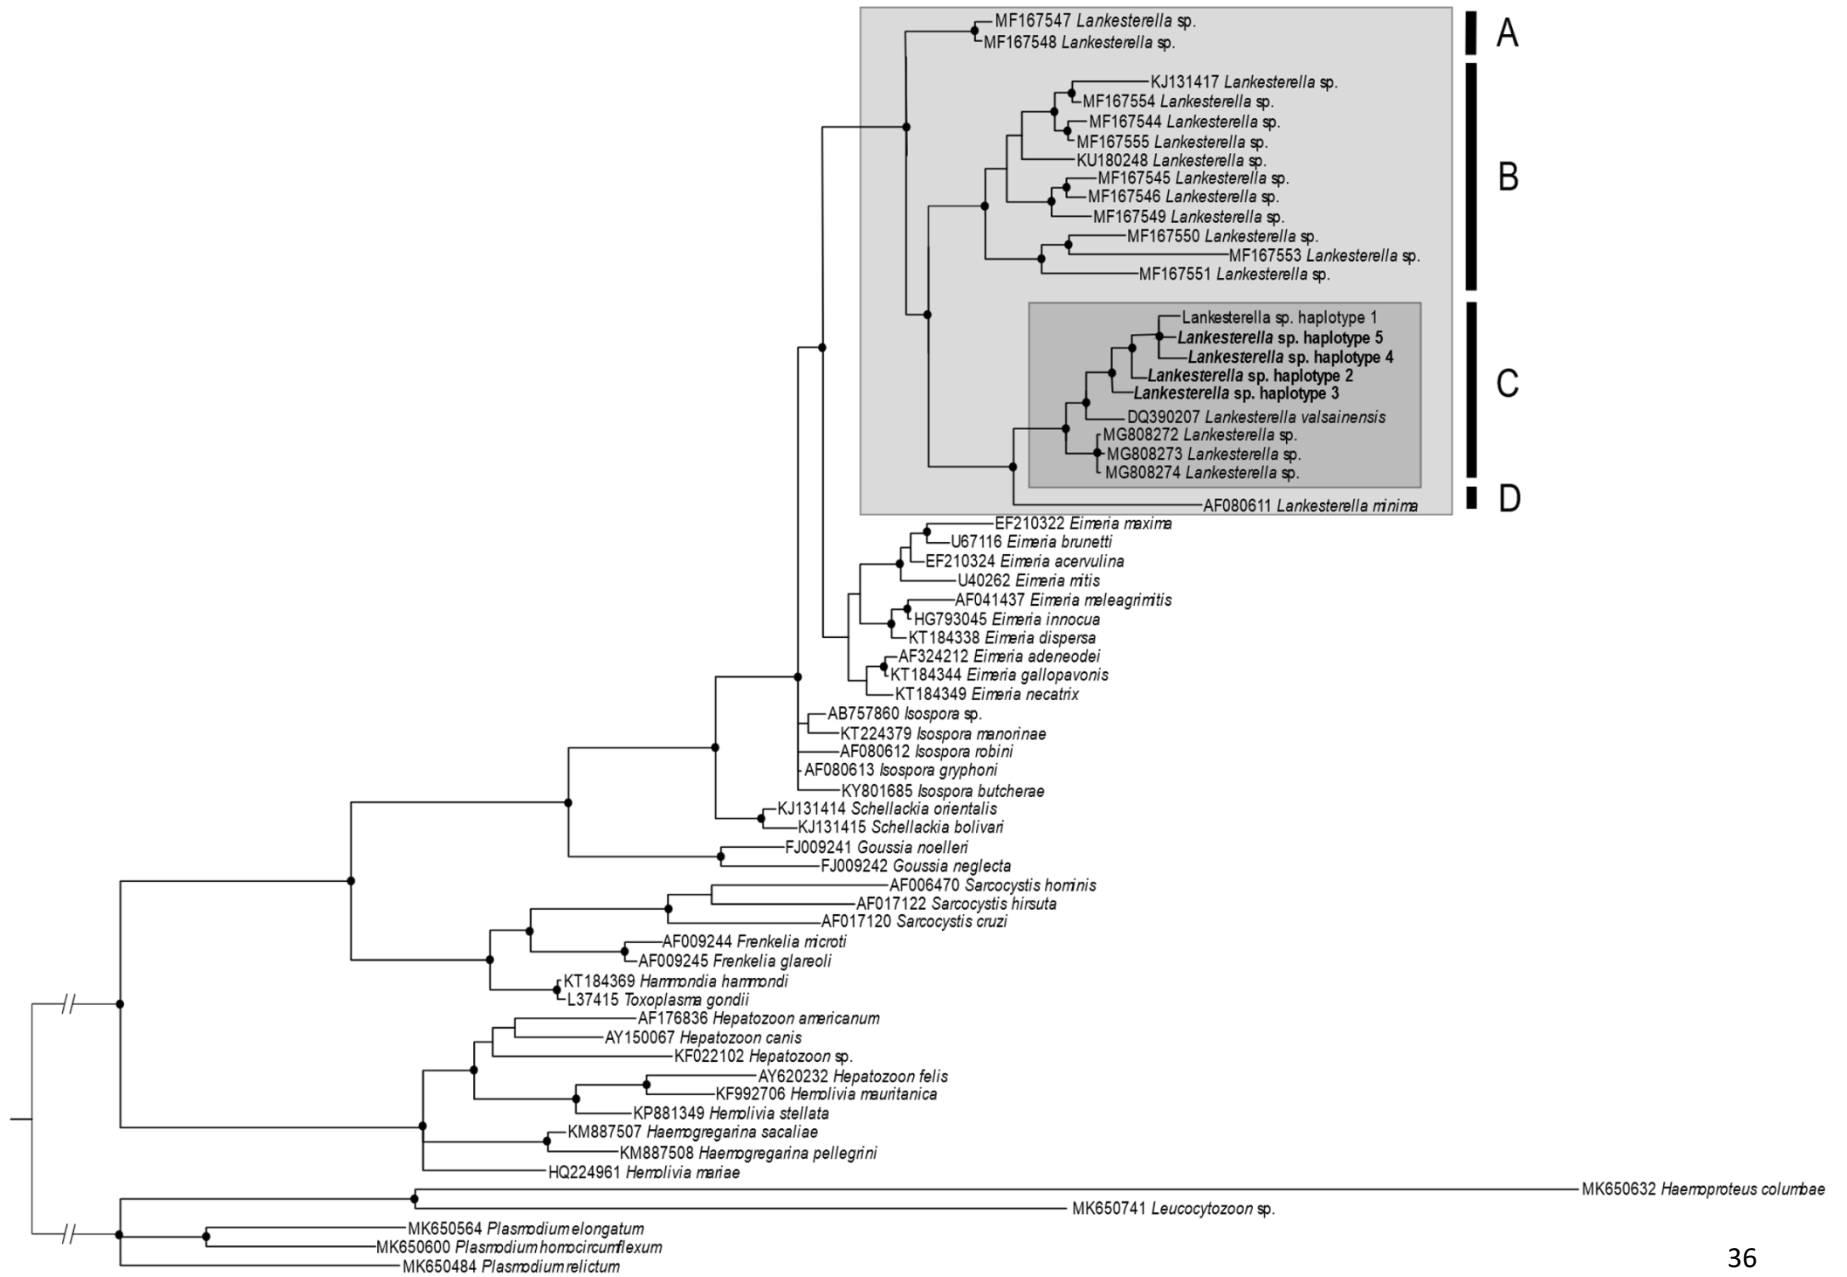 MF167547 Lankesterella sp.
MF167548 Lankesterella sp.
A
KJ131417 Lankesterella sp.
MF167554 Lankesterella sp.
MF167544 Lankesterella sp.
MF167555 Lankesterella sp.
KU180248 Lankesterella sp.
MF167545 Lankesterella sp.
MF167546 Lankesterella sp.
MF167549 Lankesterella sp.
MF167550 Lankesterella sp.
MF167553 Lankesterella sp.
MF167551 Lankesterella sp.
B
Lankesterella sp. haplotype 1
Lankesterella sp. haplotype 5
Lankesterella sp. haplotype 4
Lankesterella sp. haplotype 2
Lankesterella sp. haplotype 3
DQ390207 Lankesterella valsainensis
MG808272 Lankesterella sp.
MG808273 Lankesterella sp.
MG808274 Lankesterella sp.
C
AF080611 Lankesterella minima
D
EF210322 Eimeria maxima
U67116 Eimeria brunetti
EF210324 Eimeria acervulina
U40262 Eimeria mitis
AF041437 Eimeria meleagrimitis
HG793045 Eimeria innocua
KT184338 Eimeria dispersa
AF324212 Eimeria adeneodei
KT184344 Eimeria gallopavonis
KT184349 Eimeria necatrix
AB757860 Isospora sp.
KT224379 Isospora manorinae
AF080612 Isospora robini
AF080613 Isospora gryphoni
KY801685 Isospora butcherae
KJ131414 Schellackia orientalis
KJ131415 Schellackia bolivari
FJ009241 Goussia noelleri
FJ009242 Goussia neglecta
AF006470 Sarcocystis hominis
AF017122 Sarcocystis hirsuta
AF017120 Sarcocystis cruzi
AF009244 Frenkelia microti
AF009245 Frenkelia glareoli
KT184369 Hammondia hammondi
L37415 Toxoplasma gondii
AF176836 Hepatozoon americanum
AY150067 Hepatozoon canis
KF022102 Hepatozoon sp.
AY620232 Hepatozoon felis
KF992706 Hemolivia mauritanica
KP881349 Hemolivia stellata
KM887507 Haemogregarina sacaliae
KM887508 Haemogregarina pellegrini
HQ224961 Hemolivia mariae
MK650632 Haemoproteus columbae
MK650741 Leucocytozoon sp.
MK650564 Plasmodium elongatum
MK650600 Plasmodium homocircumflexum
MK650484 Plasmodium relictum
36